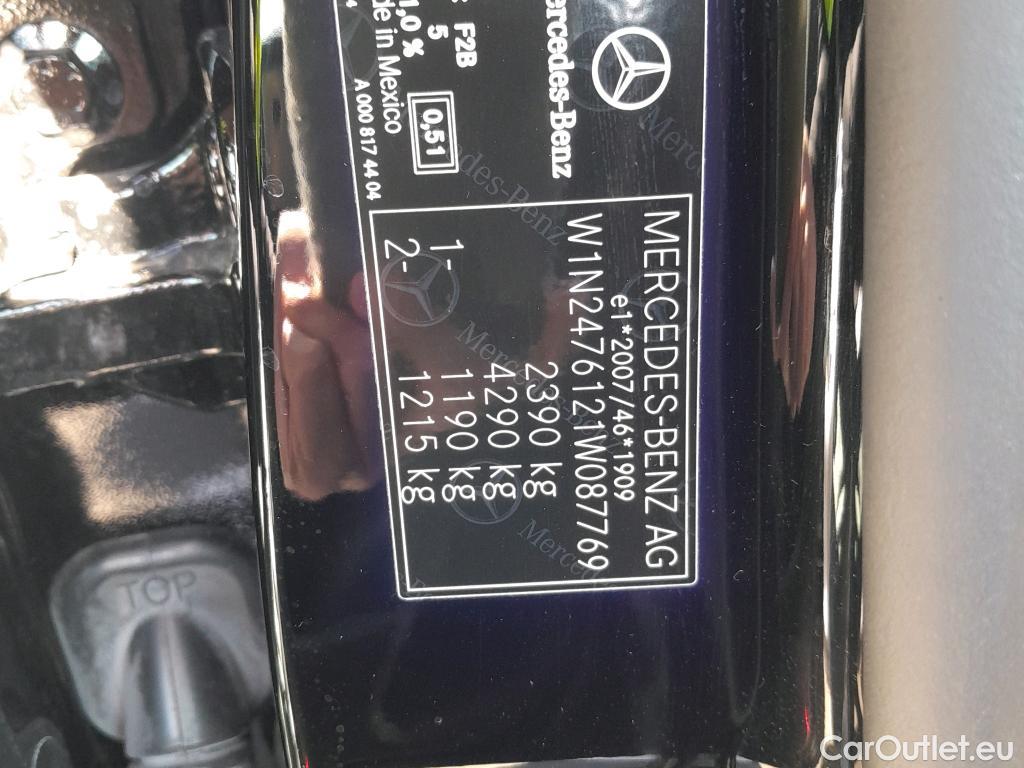 MERCEDES-BENZ AG
e1*2007/46*1909
W1N2476121W087769
2390 kg
4290 kg
1- 1190 kg
2- 1215 kg
Mercedes-Benz
F2B
5
1,0 %
0,51
de in Mexico
A 000 817 44 04
TOP
CarOutlet.eu